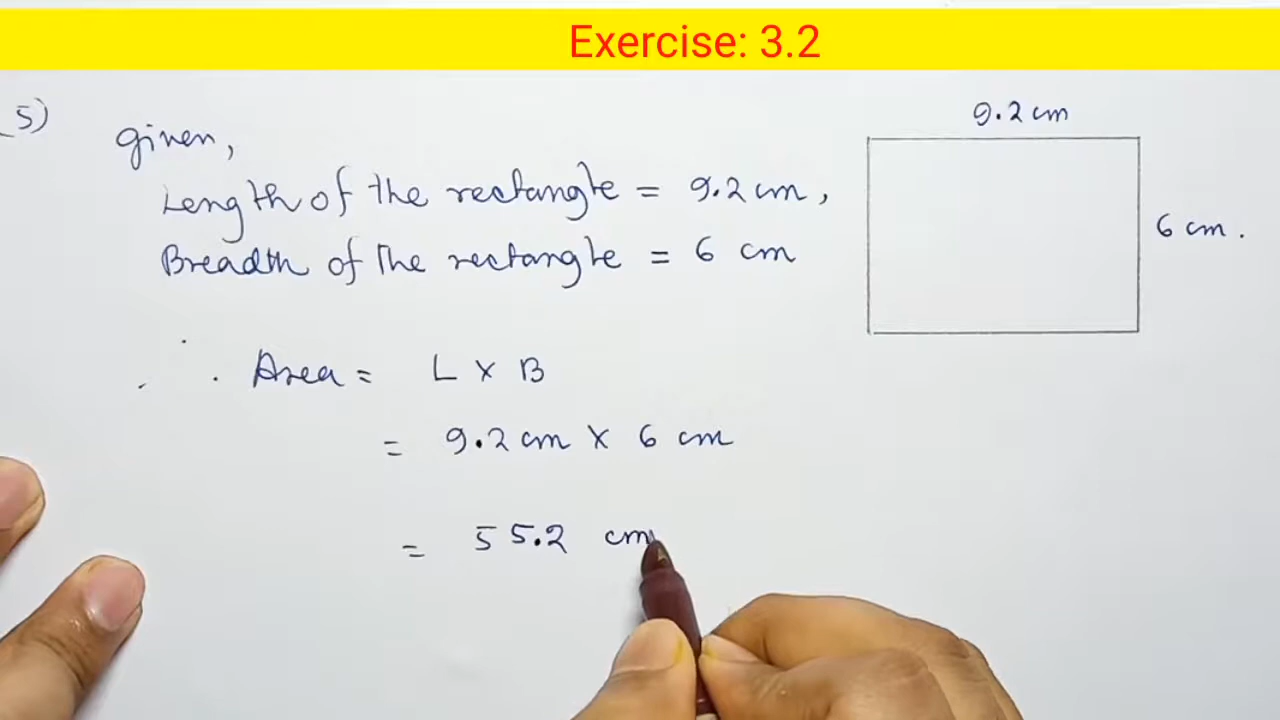 Exercise: 3.2
5)
given,
Length of the rectangle = 9.2 cm,
Breadth of the rectangle = 6 cm
9.2 cm
6 cm.
∴ Area = L × B
= 9.2 cm × 6 cm
= 55.2 cm